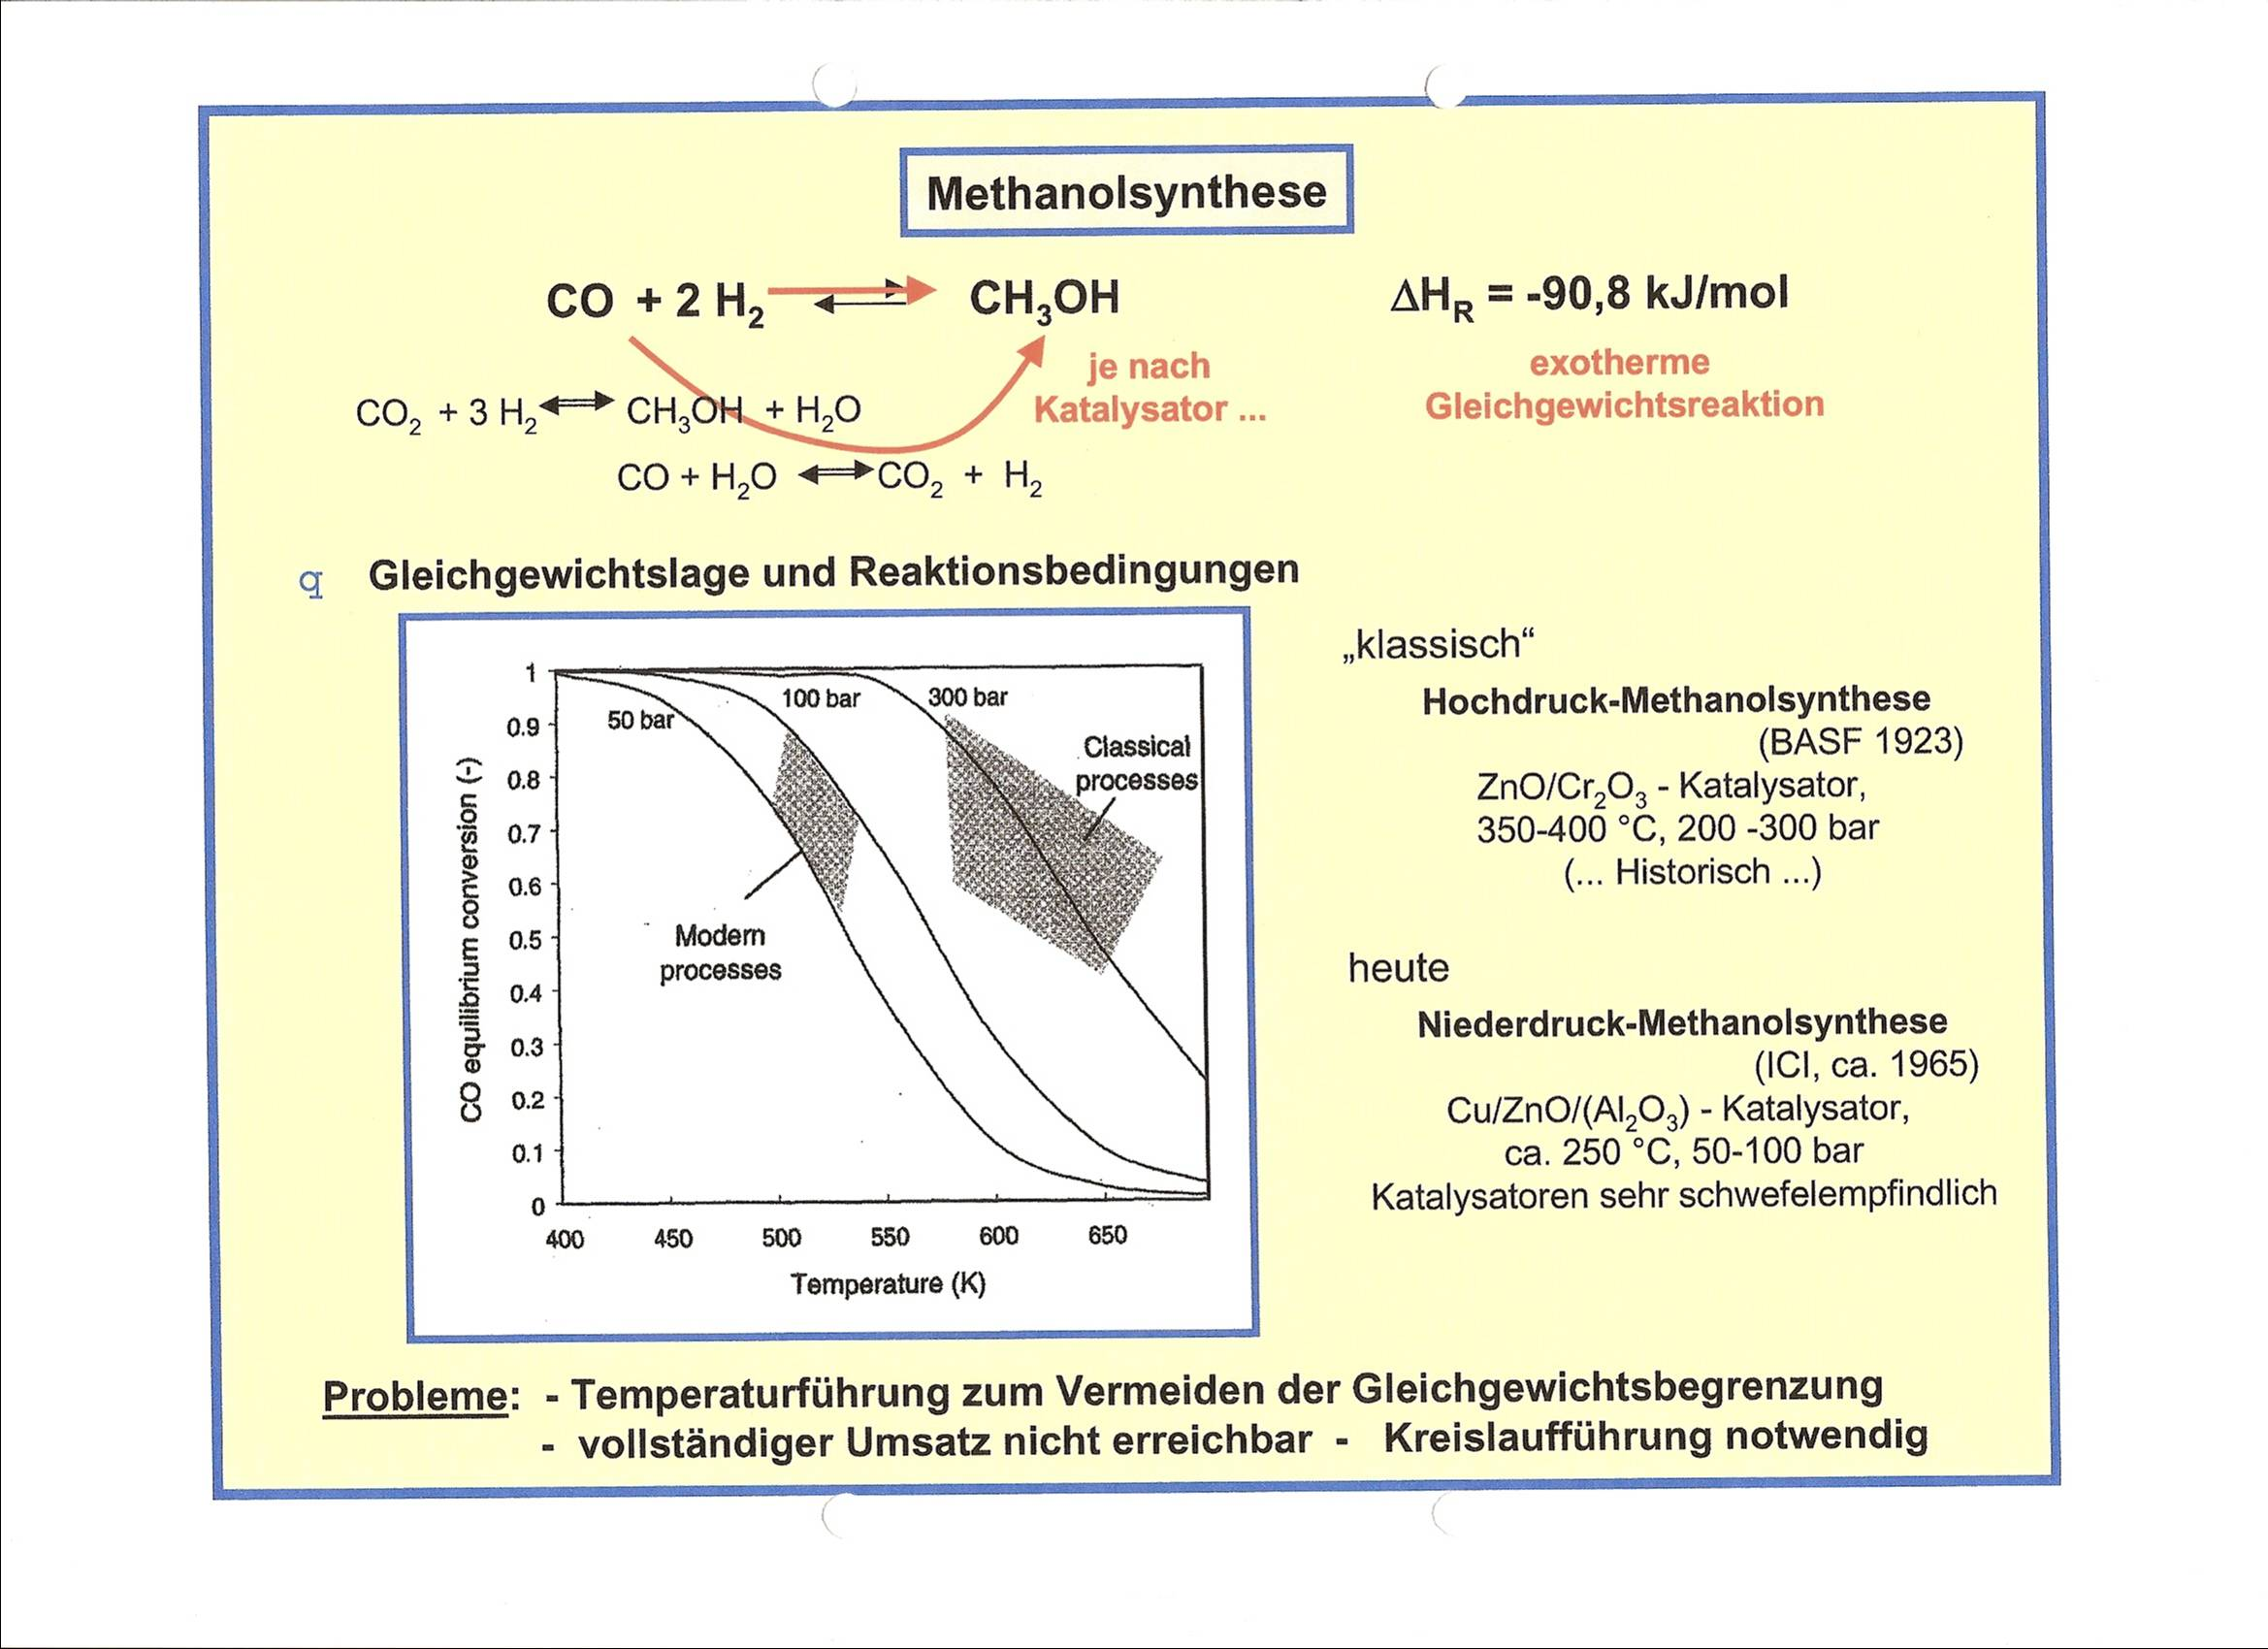 Methanolsynthese
CO + 2 H₂ ⇌ CH₃OH ΔH_R = -90,8 kJ/mol
je nach
Katalysator ...
exotherme
Gleichgewichtsreaktion
CO₂ + 3 H₂ ⇌ CH₃OH + H₂O
CO + H₂O ⇌ CO₂ + H₂
q Gleichgewichtslage und Reaktionsbedingungen
CO equilibrium conversion (-)
1
0.9
0.8
0.7
0.6
0.5
0.4
0.3
0.2
0.1
0
50 bar
100 bar
300 bar
Classical
processes
Modern
processes
400 450 500 550 600 650
Temperature (K)
„klassisch“
Hochdruck-Methanolsynthese
(BASF 1923)
ZnO/Cr₂O₃ - Katalysator,
350-400 °C, 200 -300 bar
(... Historisch ...)
heute
Niederdruck-Methanolsynthese
(ICI, ca. 1965)
Cu/ZnO/(Al₂O₃) - Katalysator,
ca. 250 °C, 50-100 bar
Katalysatoren sehr schwefelempfindlich
Probleme: - Temperaturführung zum Vermeiden der Gleichgewichtsbegrenzung
- vollständiger Umsatz nicht erreichbar - Kreislaufführung notwendig